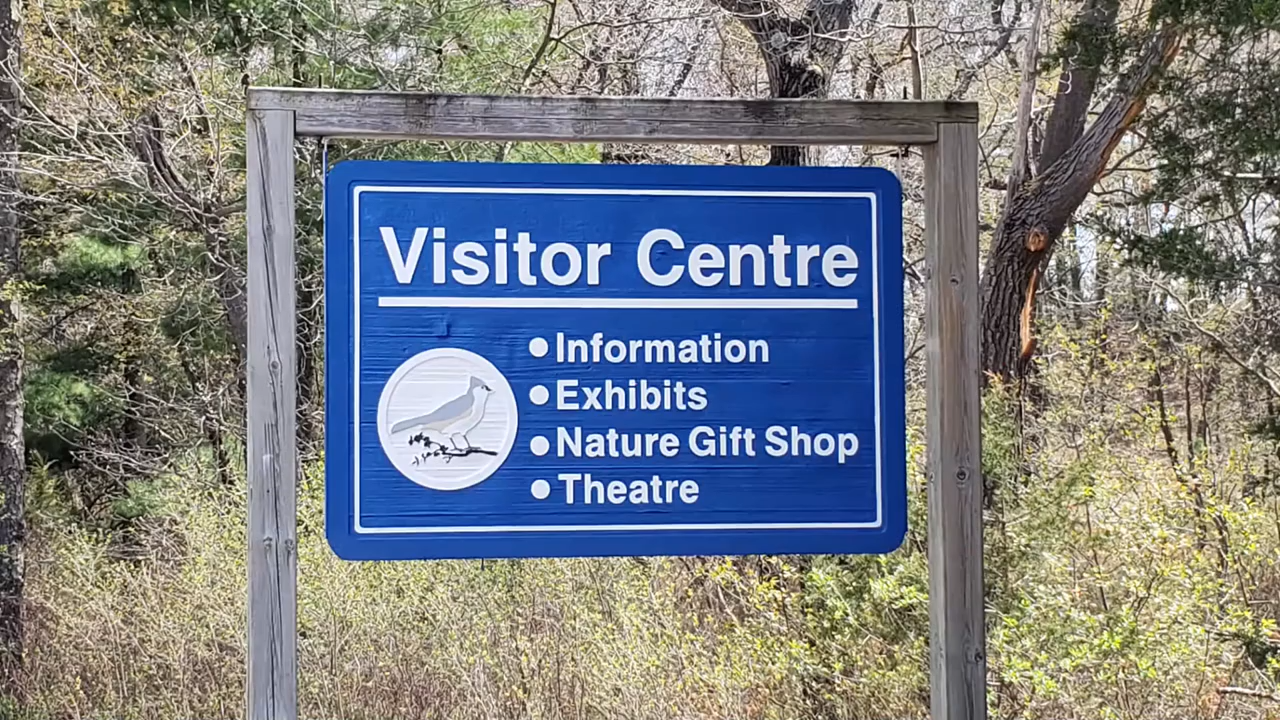 Visitor Centre
• Information
• Exhibits
• Nature Gift Shop
• Theatre